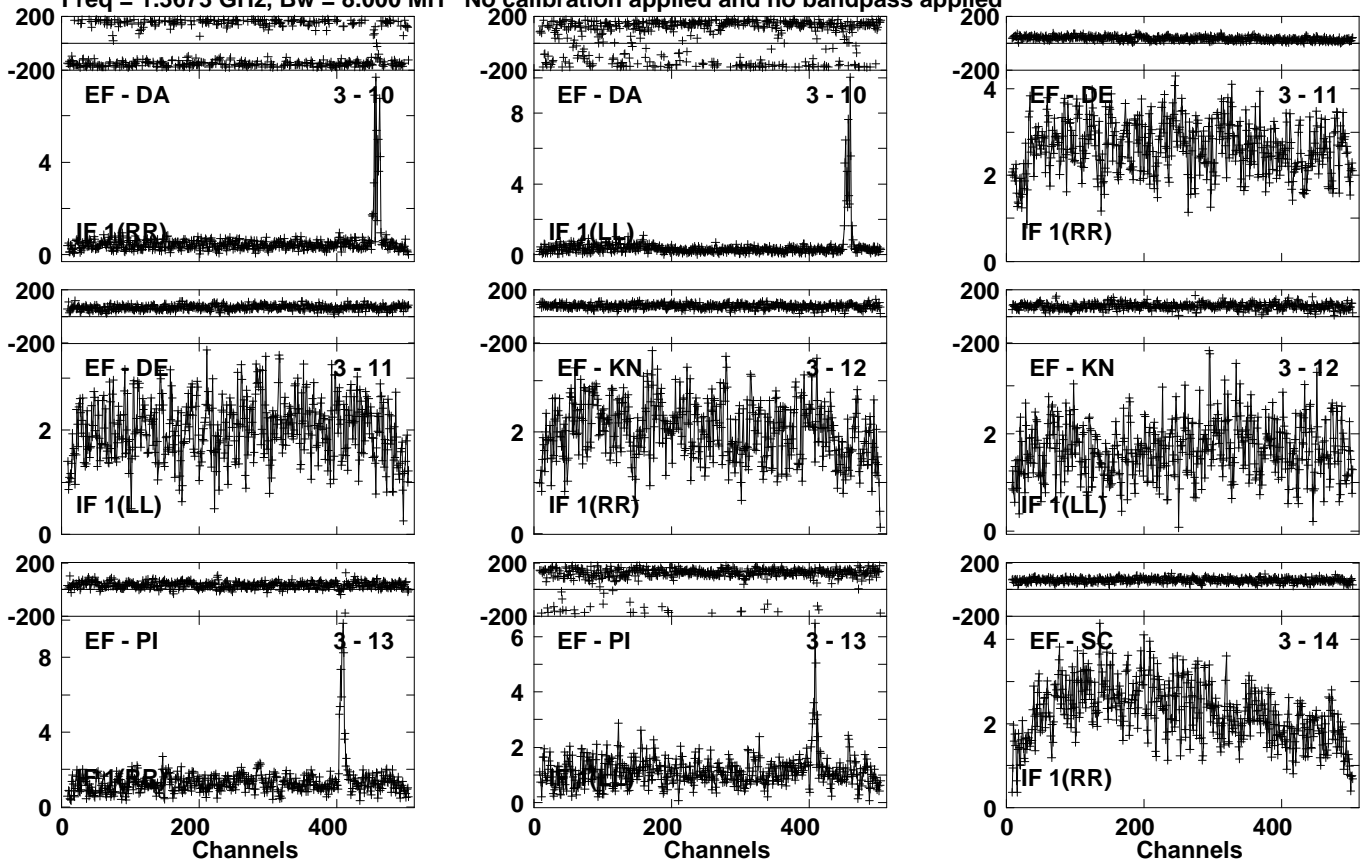 Freq = 1.3673 GHz, Bw = 8.000 MH No calibration applied and no bandpass applied
200
-200
EF - DA 3 - 10
8
4
IF 1(RR)
0
200
-200
EF - DA 3 - 10
8
4
IF 1(LL)
0
-200
4
EF - DE 3 - 11
2
IF 1(RR)
0
200
-200
EF - DE 3 - 11
2
IF 1(LL)
0
200
-200
EF - KN 3 - 12
2
IF 1(RR)
0
200
-200
EF - KN 3 - 12
2
IF 1(LL)
0
200
-200
EF - PI 3 - 13
8
4
IF 1(RR)
0
200
-200
EF - PI 3 - 13
6
4
2
IF 1(LL)
0
200
-200
4
EF - SC 3 - 14
2
IF 1(RR)
0
0 200 400
Channels
0 200 400
Channels
0 200 400
Channels